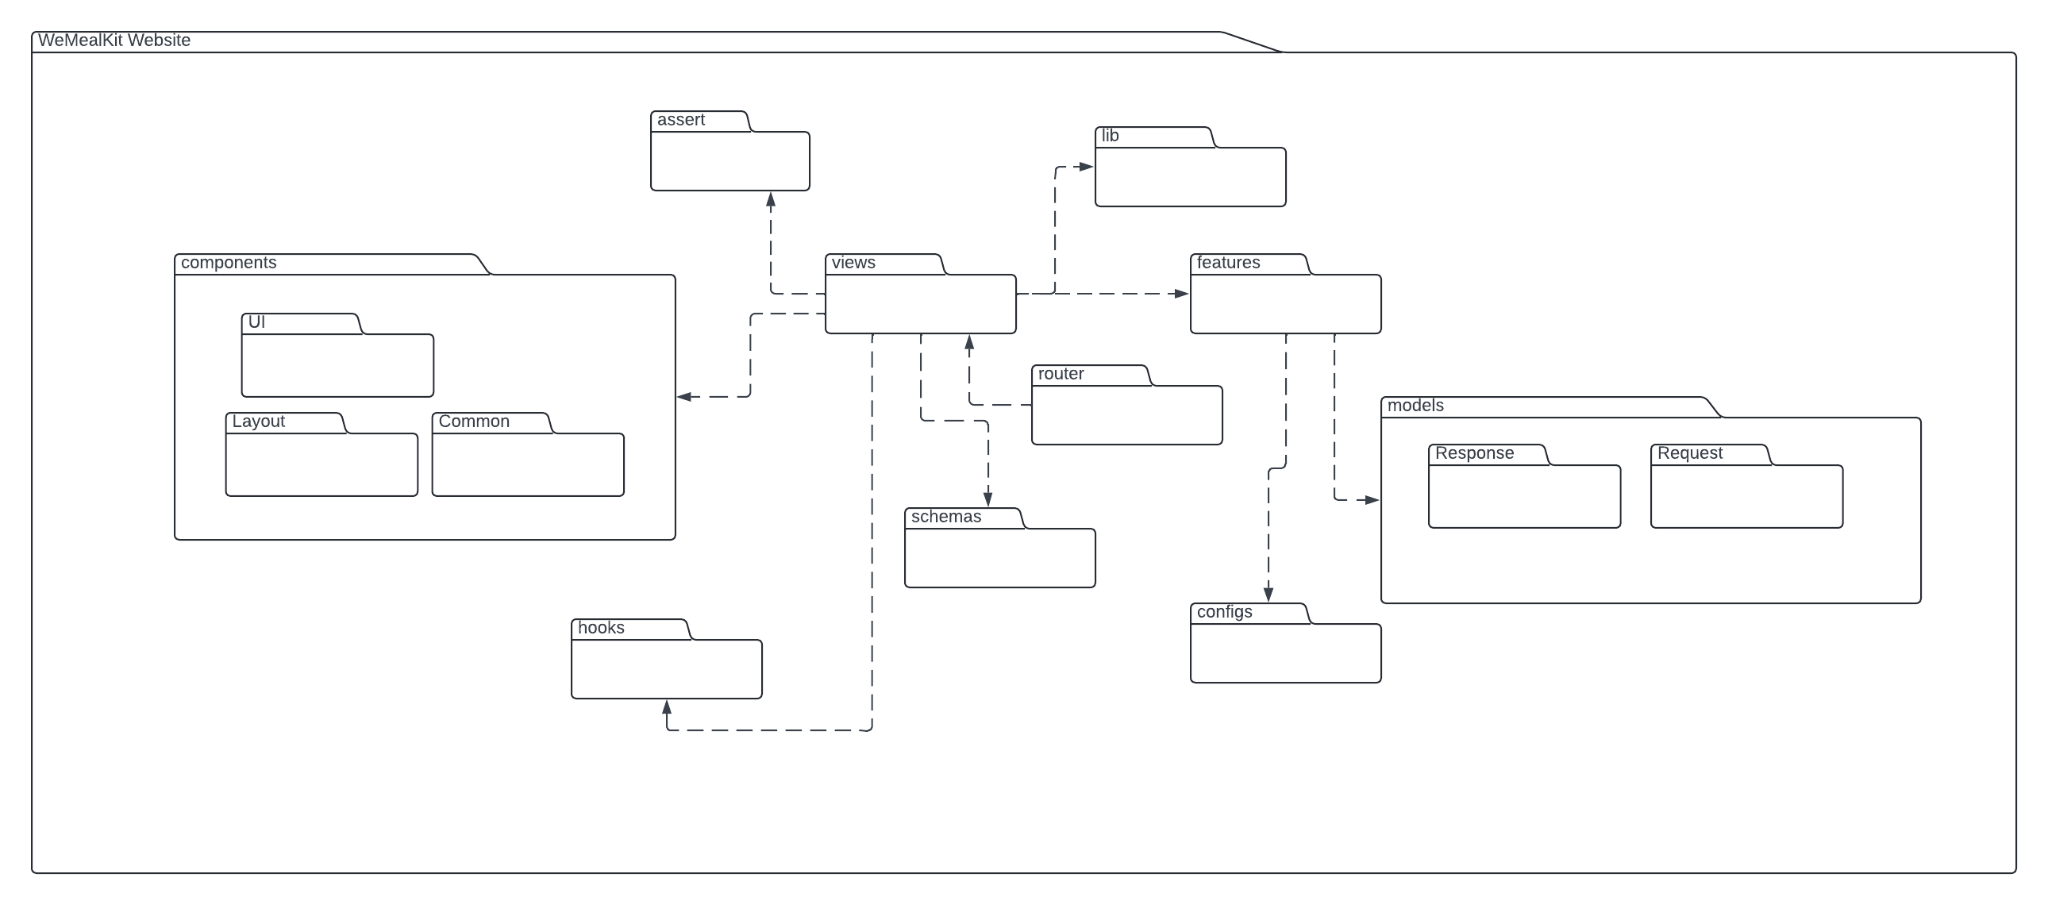 WeMealKit Website
assert
lib
components
views
features
UI
router
Layout
Common
models
Response
Request
schemas
configs
hooks